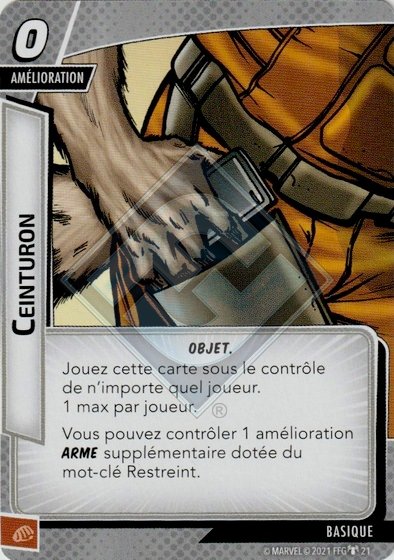 0
AMÉLIORATION
CEINTURON
OBJET.
Jouez cette carte sous le contrôle
de n'importe quel joueur.
1 max par joueur.
®
Vous pouvez contrôler 1 amélioration
ARME supplémentaire dotée du
mot-clé Restreint.
BASIQUE
© MARVEL © 2021 FFG 21